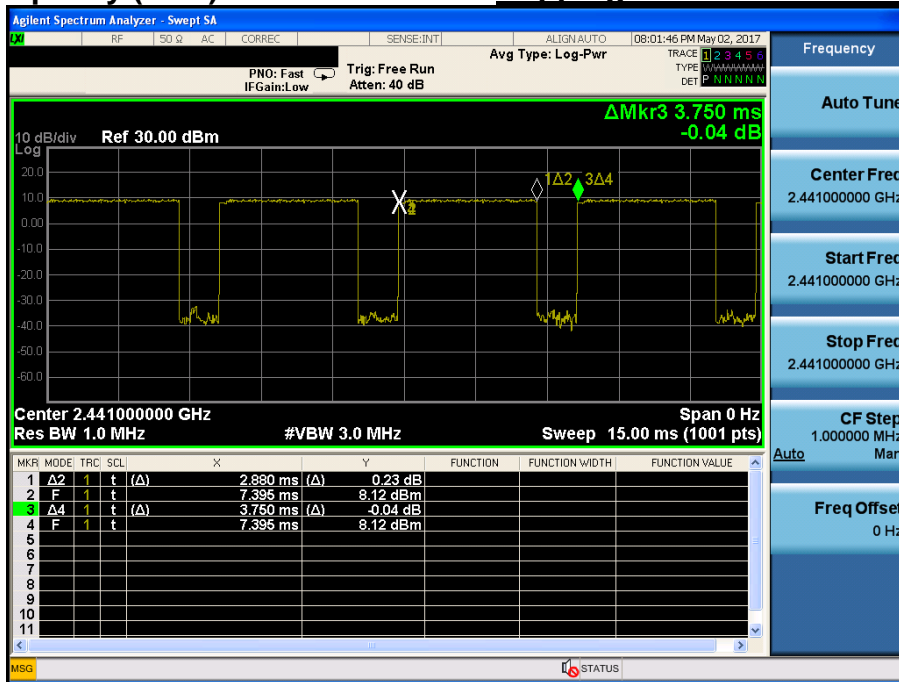 Agilent Spectrum Analyzer - Swept SA
LXI RF 50 Ω AC CORREC SENSE:INT ALIGN AUTO 08:01:46 PM May 02, 2017
Avg Type: Log-Pwr
TRACE 1 2 3 4 5 6
TYPE
DET P N N N N N
PNO: Fast
IFGain:Low
Trig: Free Run
Atten: 40 dB
Frequency
Auto Tune
ΔMkr3 3.750 ms
-0.04 dB
10 dB/div Ref 30.00 dBm
Log
20.0
10.0
0.00
-10.0
-20.0
-30.0
-40.0
-50.0
-60.0
1Δ2 3Δ4
X
Center Freq
2.441000000 GHz
Start Freq
2.441000000 GHz
Stop Freq
2.441000000 GHz
CF Step
1.000000 MHz
Auto Man
Freq Offset
0 Hz
Center 2.441000000 GHz Span 0 Hz
Res BW 1.0 MHz #VBW 3.0 MHz Sweep 15.00 ms (1001 pts)
MKR MODE TRC SCL X Y FUNCTION FUNCTION WIDTH FUNCTION VALUE
1 Δ2 1 t (Δ) 2.880 ms (Δ) 0.23 dB
2 F 1 t 7.395 ms 8.12 dBm
3 Δ4 1 t (Δ) 3.750 ms (Δ) -0.04 dB
4 F 1 t 7.395 ms 8.12 dBm
5
6
7
8
9
10
11
MSG STATUS